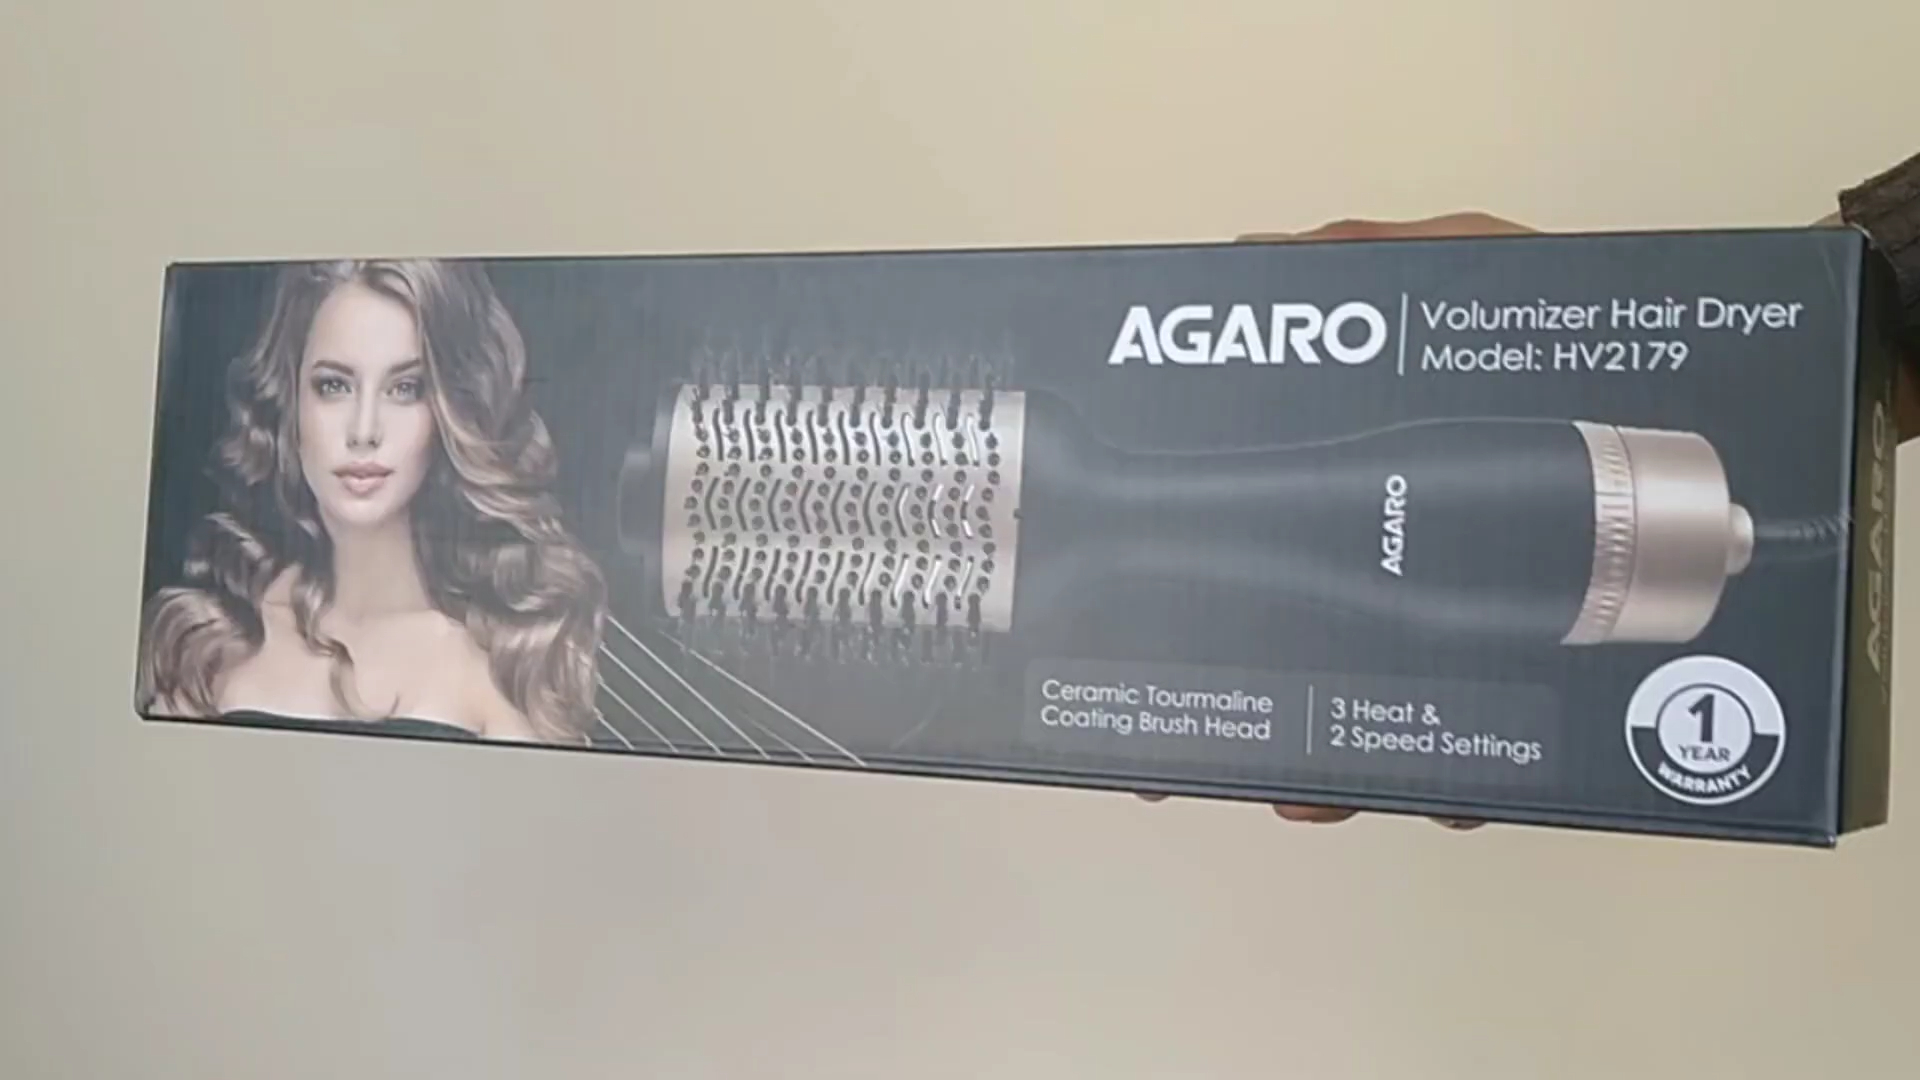 AGARO
Volumizer Hair Dryer
Model: HV2179
AGARO
Ceramic Tourmaline
Coating Brush Head
3 Heat &
2 Speed Settings
1
YEAR
WARRANTY
AGARO